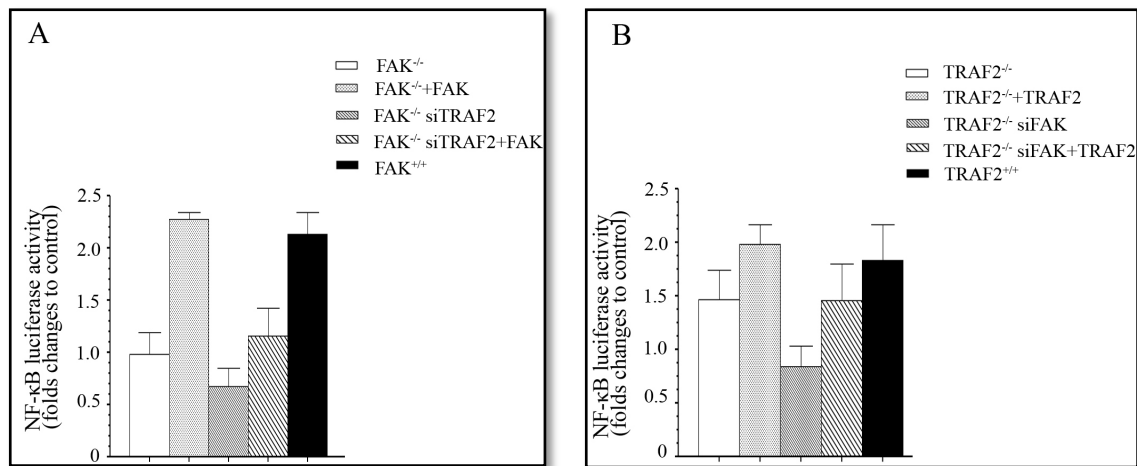 A
FAK-/-
FAK-/-+FAK
FAK-/- siTRAF2
FAK-/- siTRAF2+FAK
FAK+/+
NF-κB luciferase activity
(folds changes to control)
2.5
2.0
1.5
1.0
0.5
0
B
TRAF2-/-
TRAF2-/-+TRAF2
TRAF2-/- siFAK
TRAF2-/- siFAK+TRAF2
TRAF2+/+
NF-κB luciferase activity
(folds changes to control)
2.5
2.0
1.5
1.0
0.5
0